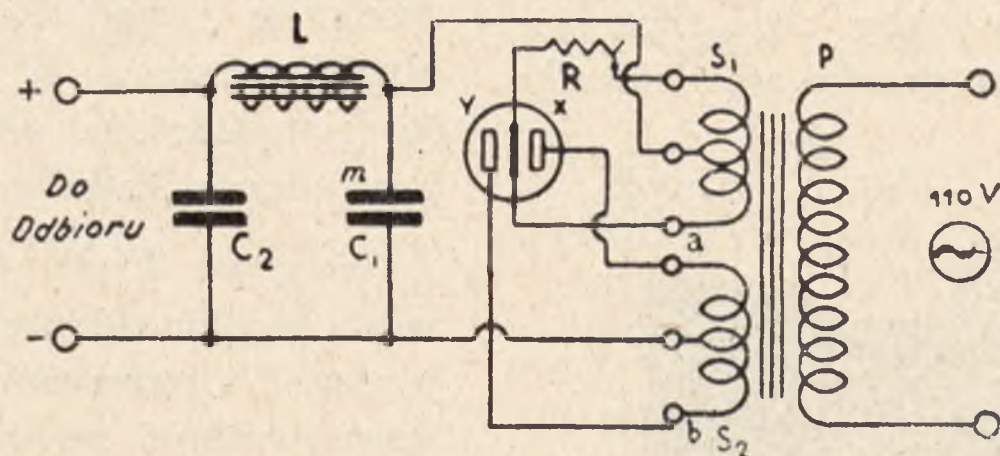 L
S₁
P
+
R
Y
X
Do
Odbioru
m
110 V
C₂
C₁
a
-
b
S₂